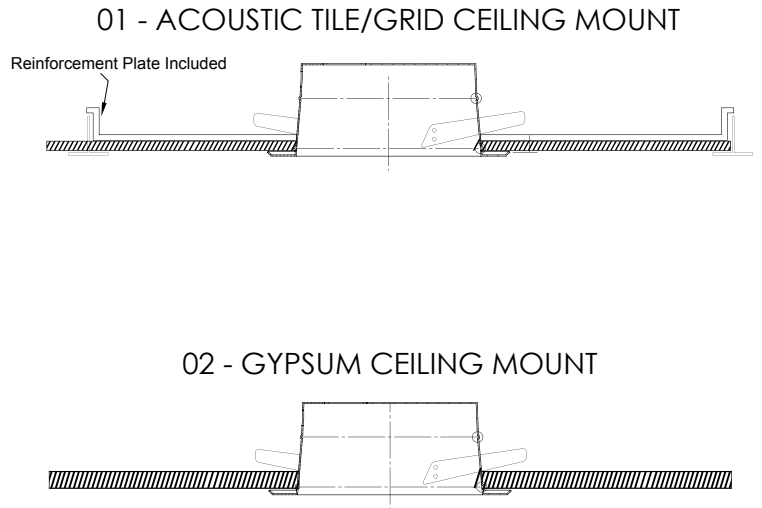 01 - ACOUSTIC TILE/GRID CEILING MOUNT
Reinforcement Plate Included
02 - GYPSUM CEILING MOUNT